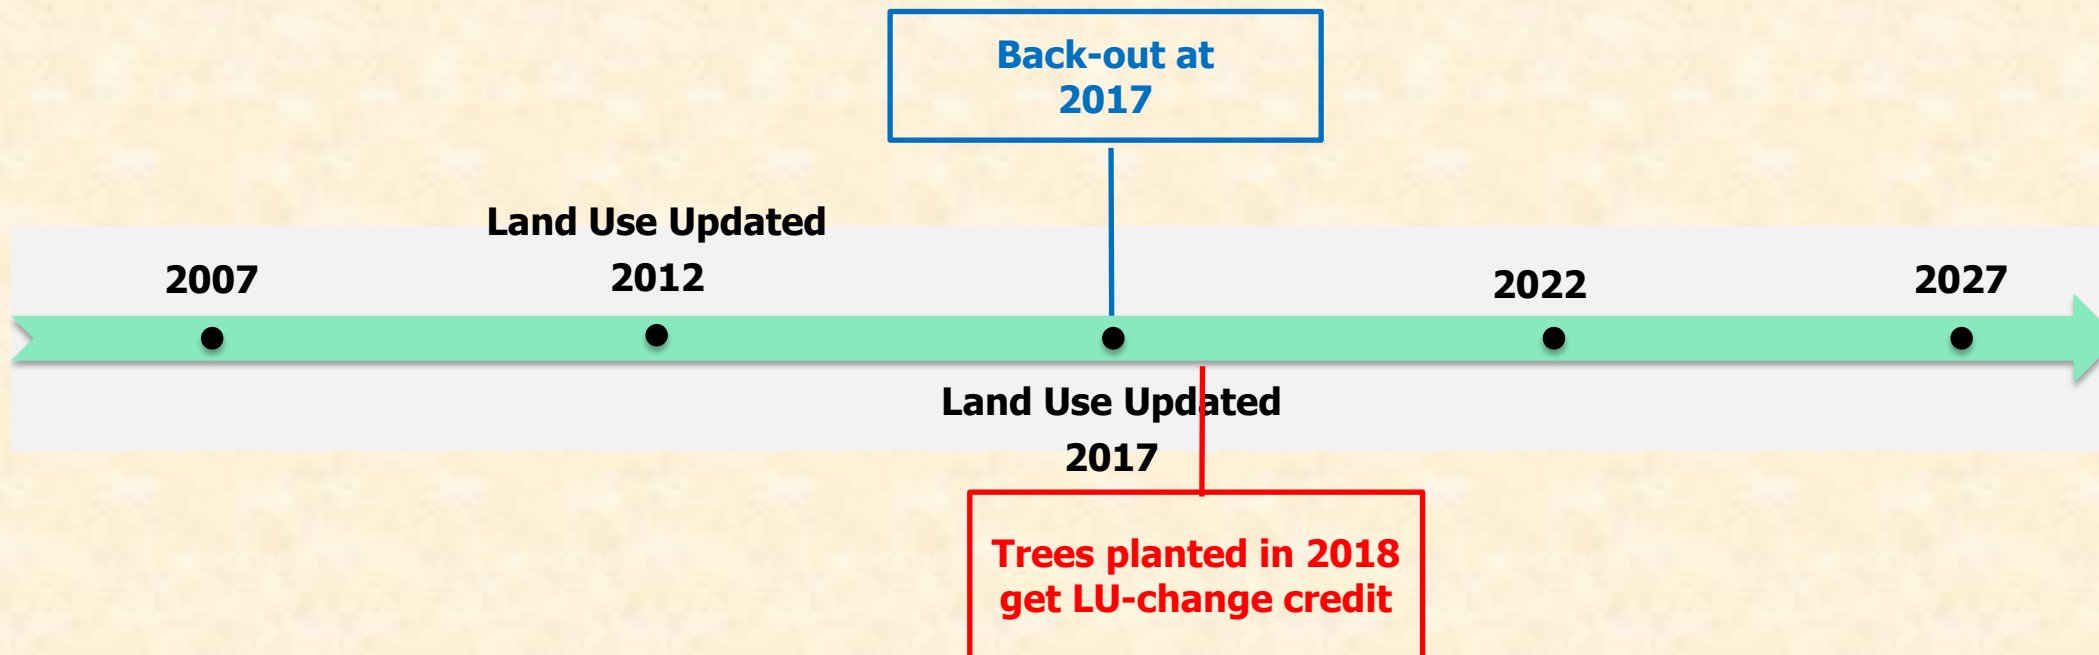 Back-out at
2017
Land Use Updated
2007
2012
2022
2027
Land Use Updated
2017
Trees planted in 2018
get LU-change credit